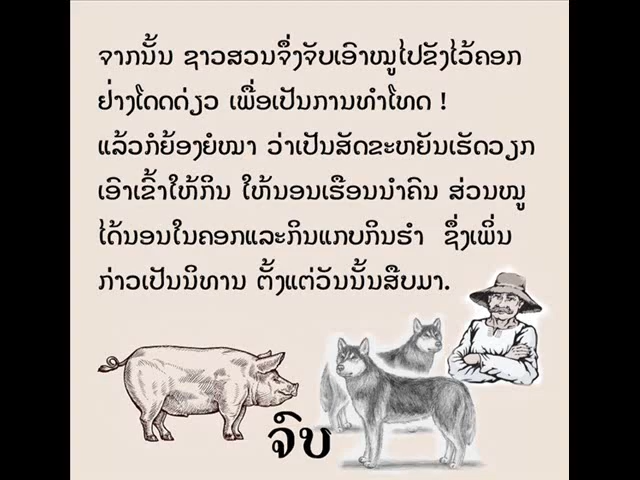 ຈາກນັ້ນ ຊາວສວນຈຶ່ງຈັບເອົາໝູໄປຂັງໄວ້ຄອກ
ຢ່າງໂດດດ່ຽວ ເພື່ອເປັນການທຳໂທດ !
ແລ້ວກໍຍ້ອງຍໍໝາ ວ່າເປັນສັດຂະຫຍັນເຮັດວຽກ
ເອົາເຂົ້າໃຫ້ກິນ ໃຫ້ນອນເຮືອນນຳຄົນ ສ່ວນໝູ
ໄດ້ນອນໃນຄອກແລະກິນແກບກິນຮຳ ຊຶ່ງເພິ່ນ
ກ່າວເປັນນິທານ ຕັ້ງແຕ່ວັນນັ້ນສືບມາ.
ຈົບ